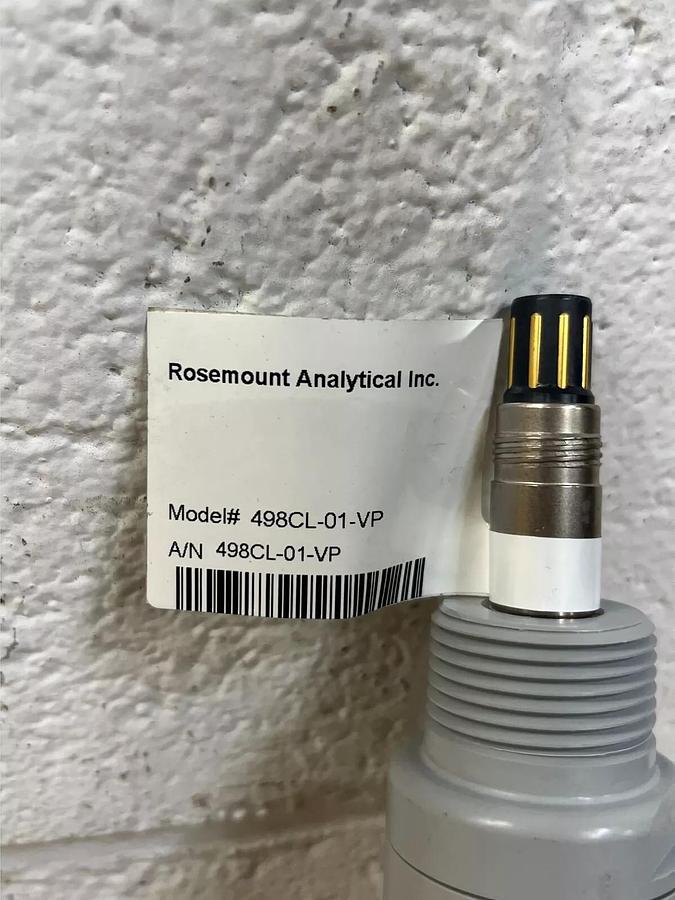 Rosemount Analytical Inc.
Model# 498CL-01-VP
A/N 498CL-01-VP